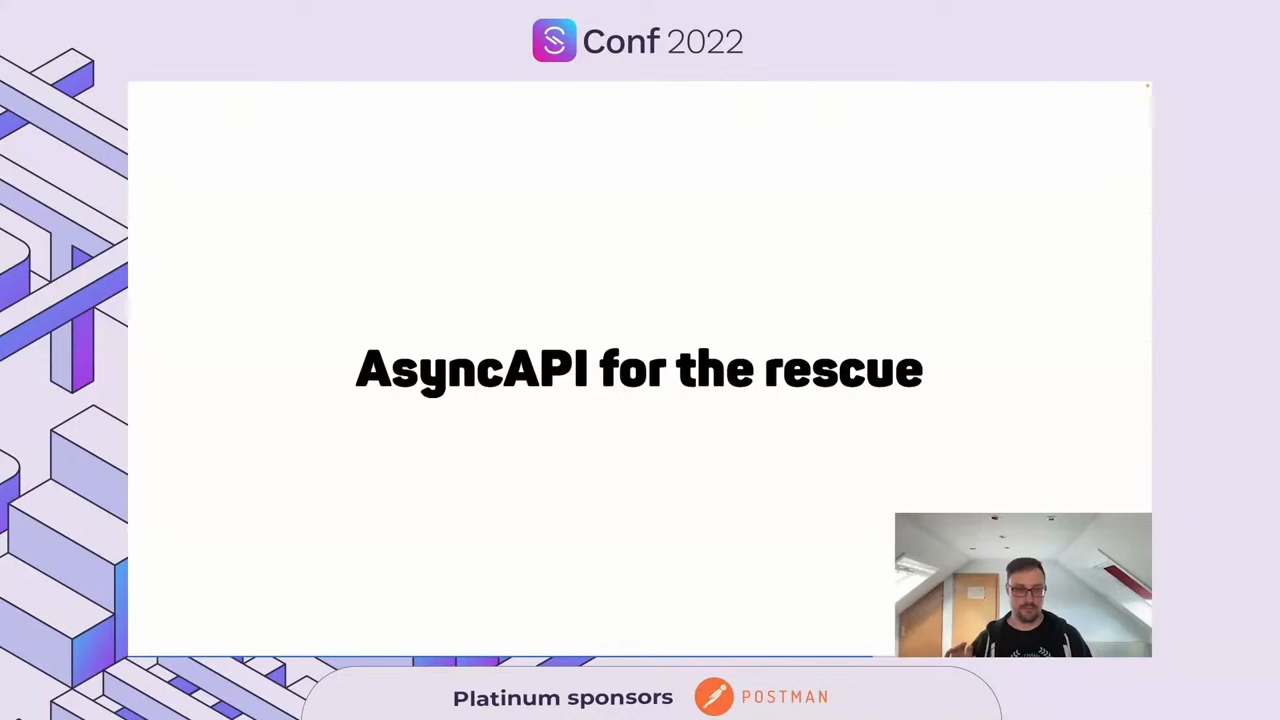 Conf 2022
AsyncAPI for the rescue
Platinum sponsors
POSTMAN